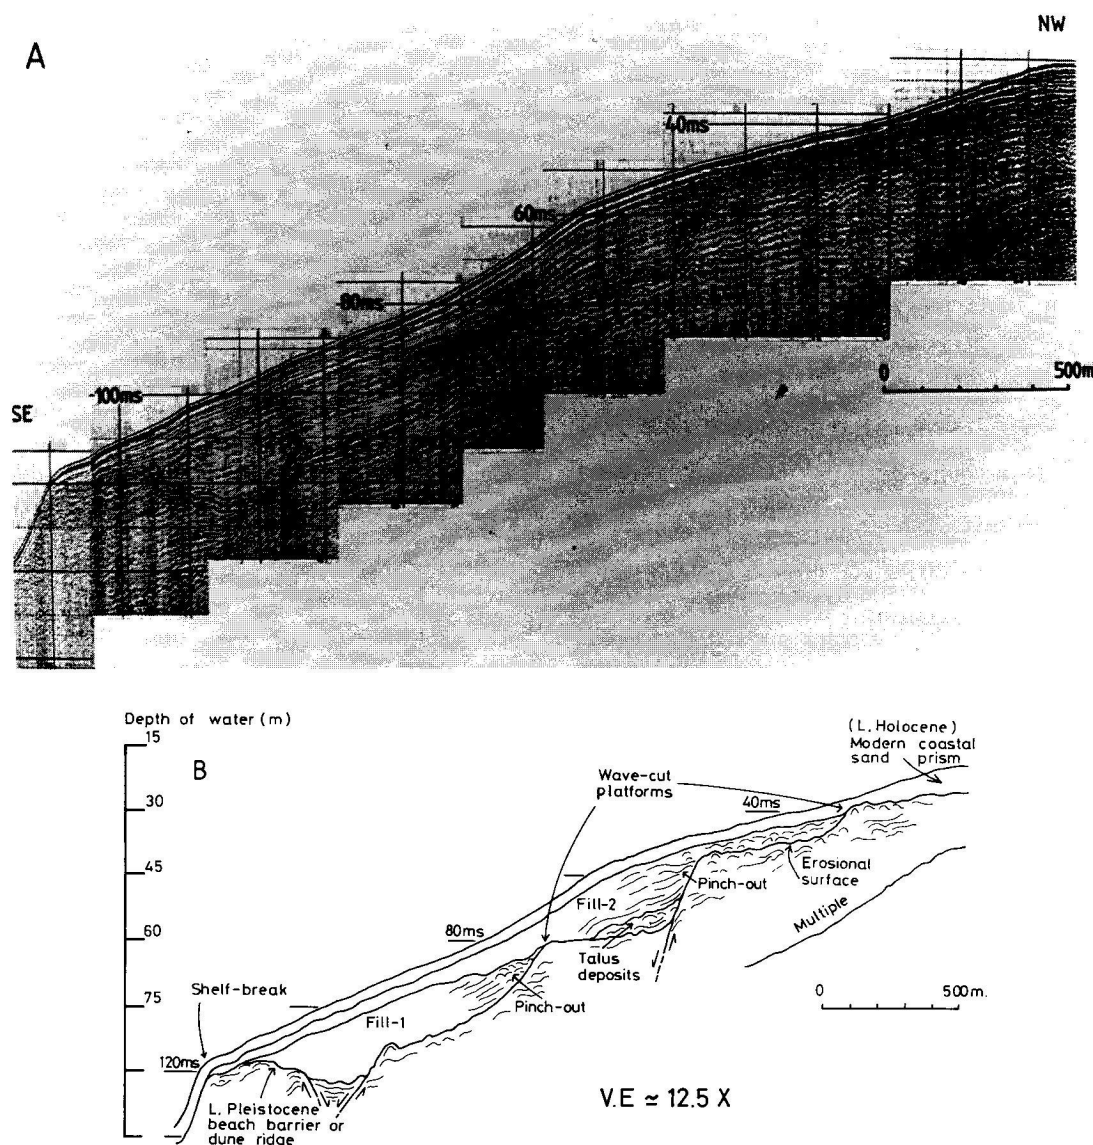 A
NW
40ms
60ms
80ms
100ms
SE
0
500m
Depth of water (m)
15
30
45
60
75
B
(L. Holocene)
Modern coastal
sand prism
Wave-cut
platforms
40ms
Pinch-out
Erosional
surface
Fill-2
Multiple
80ms
Talus
deposits
Shelf-break
Pinch-out
0
500m.
Fill-1
120ms
L. Pleistocene
beach barrier or
dune ridge
V.E ≃ 12.5 X